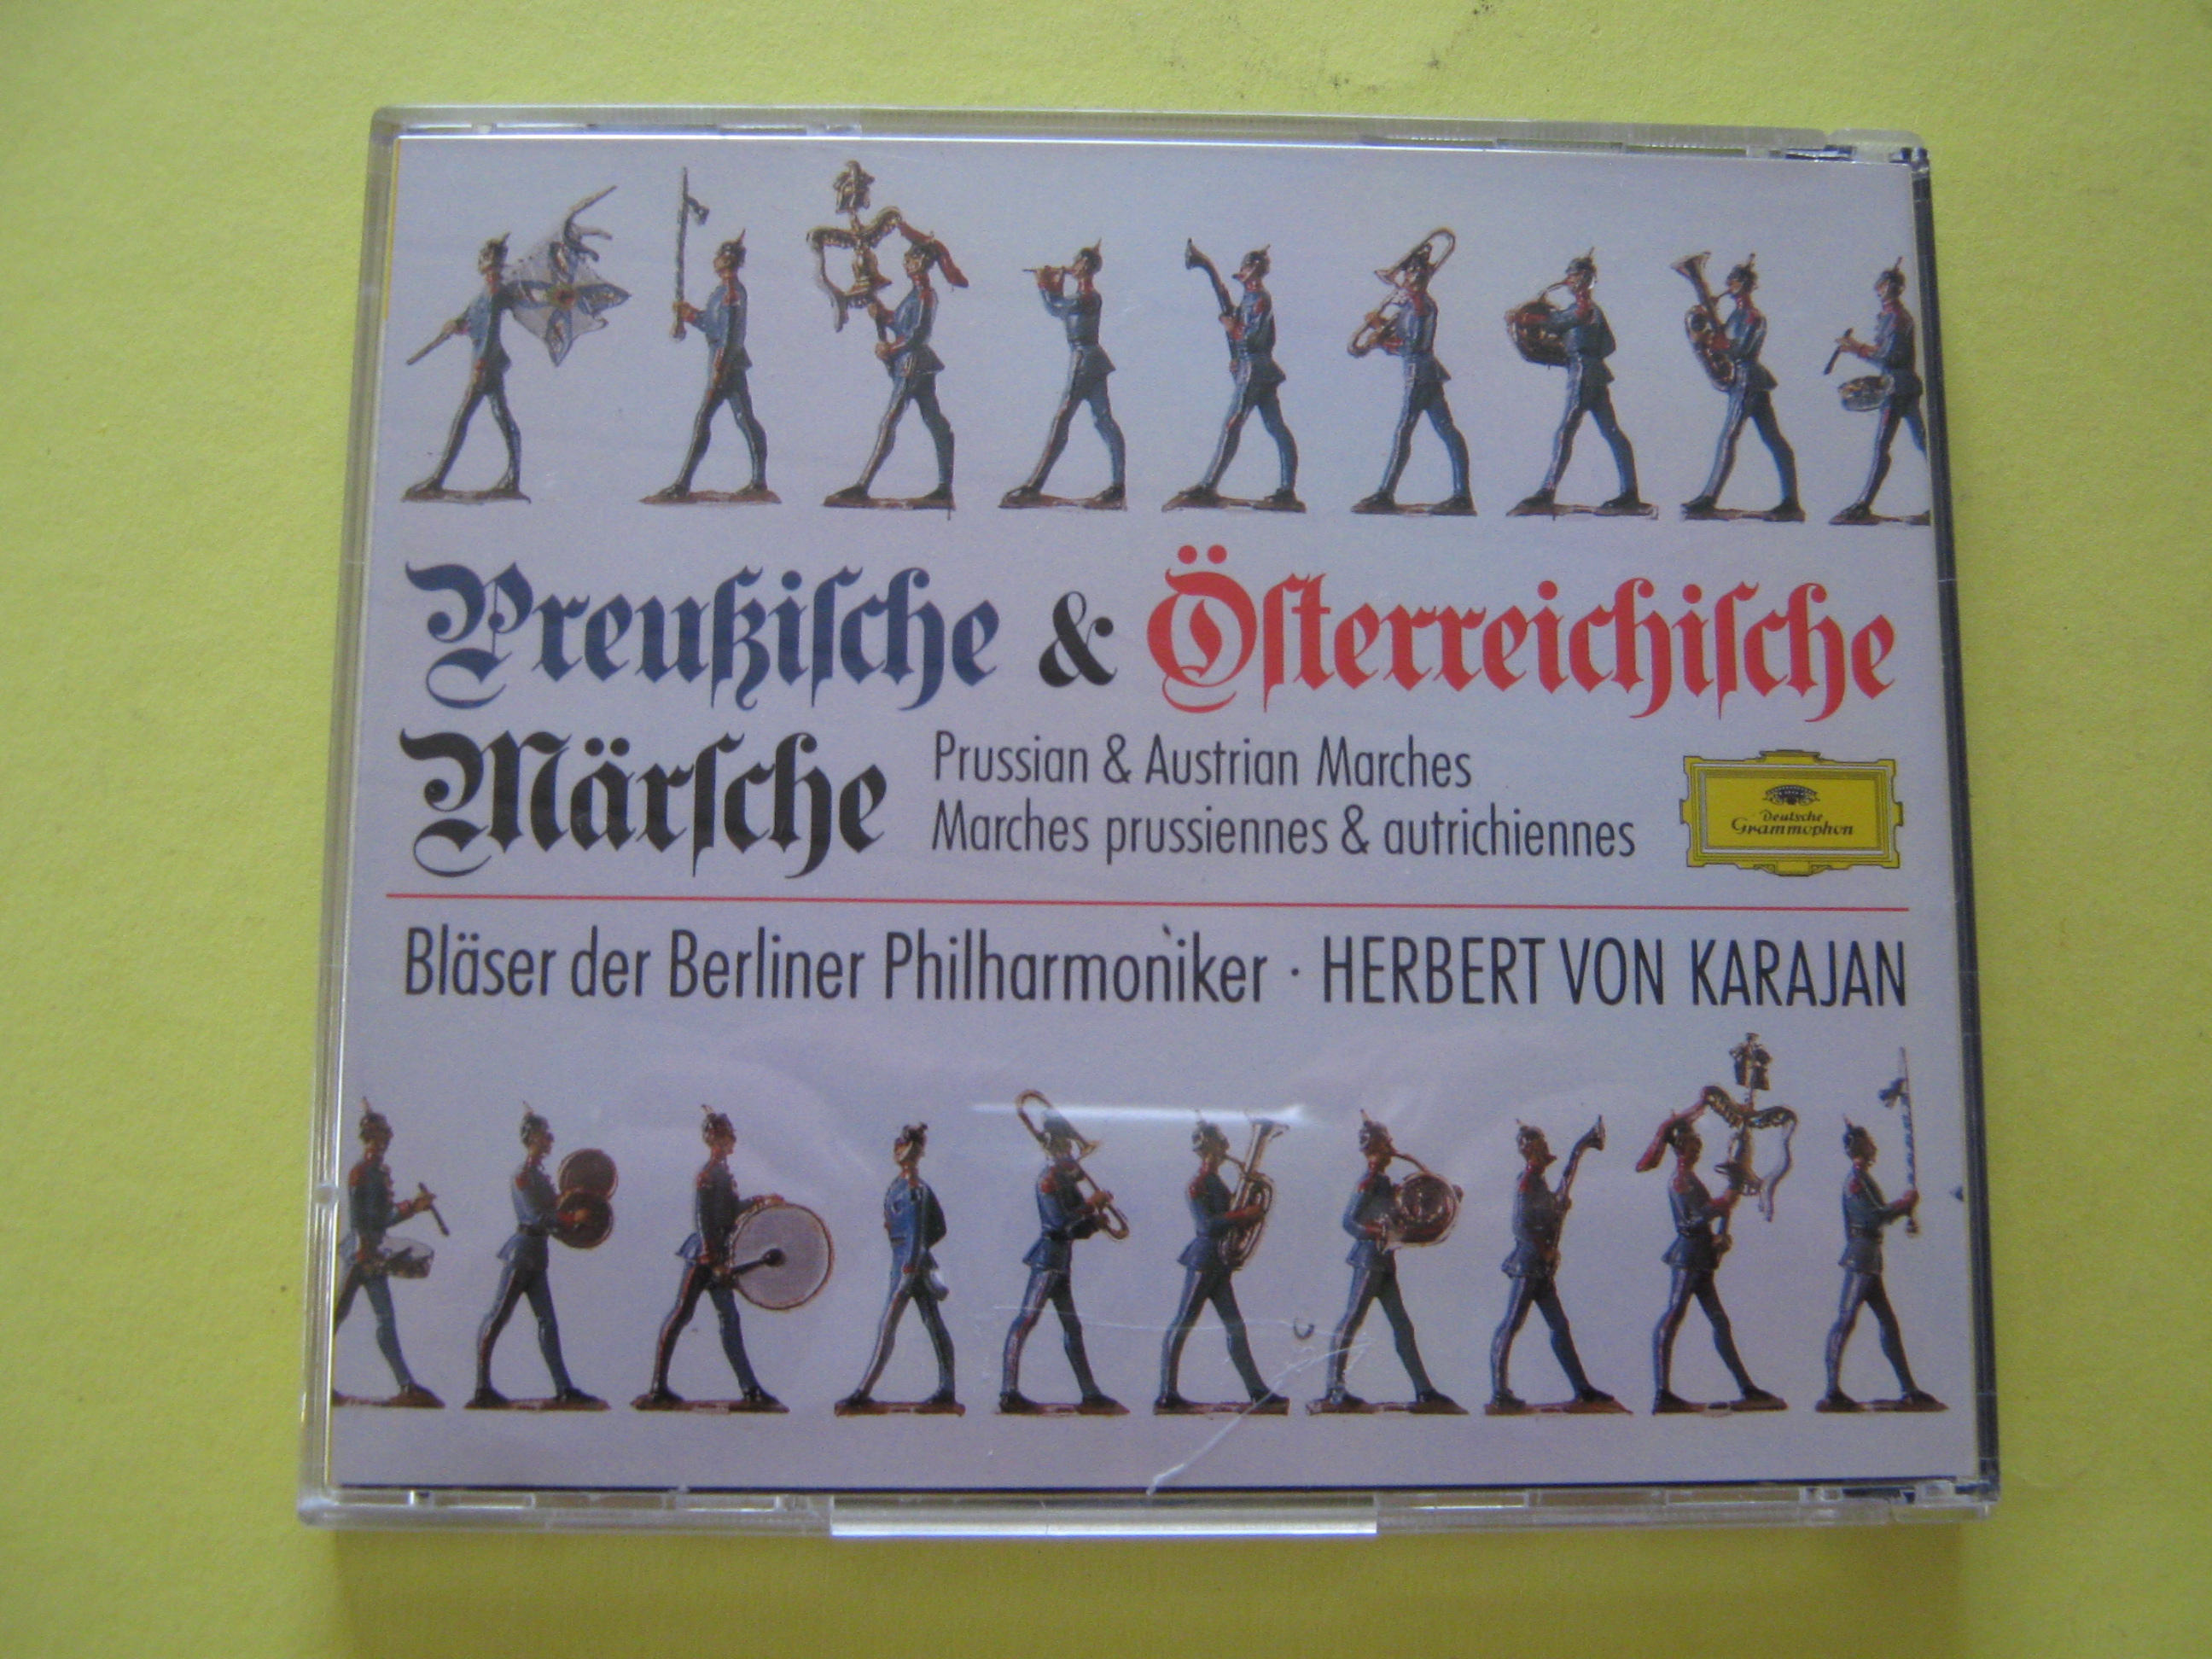 Preußiſche & Öſterreichiſche
Märſche
Prussian & Austrian Marches
Marches prussiennes & autrichiennes
Deutsche
Grammophon
Bläser der Berliner Philharmoniker · HERBERT VON KARAJAN